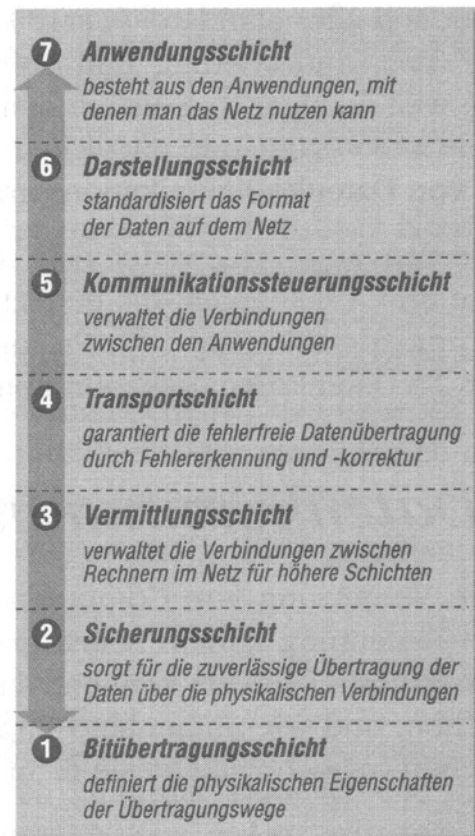 7 Anwendungsschicht
besteht aus den Anwendungen, mit
denen man das Netz nutzen kann
6 Darstellungsschicht
standardisiert das Format
der Daten auf dem Netz
5 Kommunikationssteuerungsschicht
verwaltet die Verbindungen
zwischen den Anwendungen
4 Transportschicht
garantiert die fehlerfreie Datenübertragung
durch Fehlererkennung und -korrektur
3 Vermittlungsschicht
verwaltet die Verbindungen zwischen
Rechnern im Netz für höhere Schichten
2 Sicherungsschicht
sorgt für die zuverlässige Übertragung der
Daten über die physikalischen Verbindungen
1 Bitübertragungsschicht
definiert die physikalischen Eigenschaften
der Übertragungswege